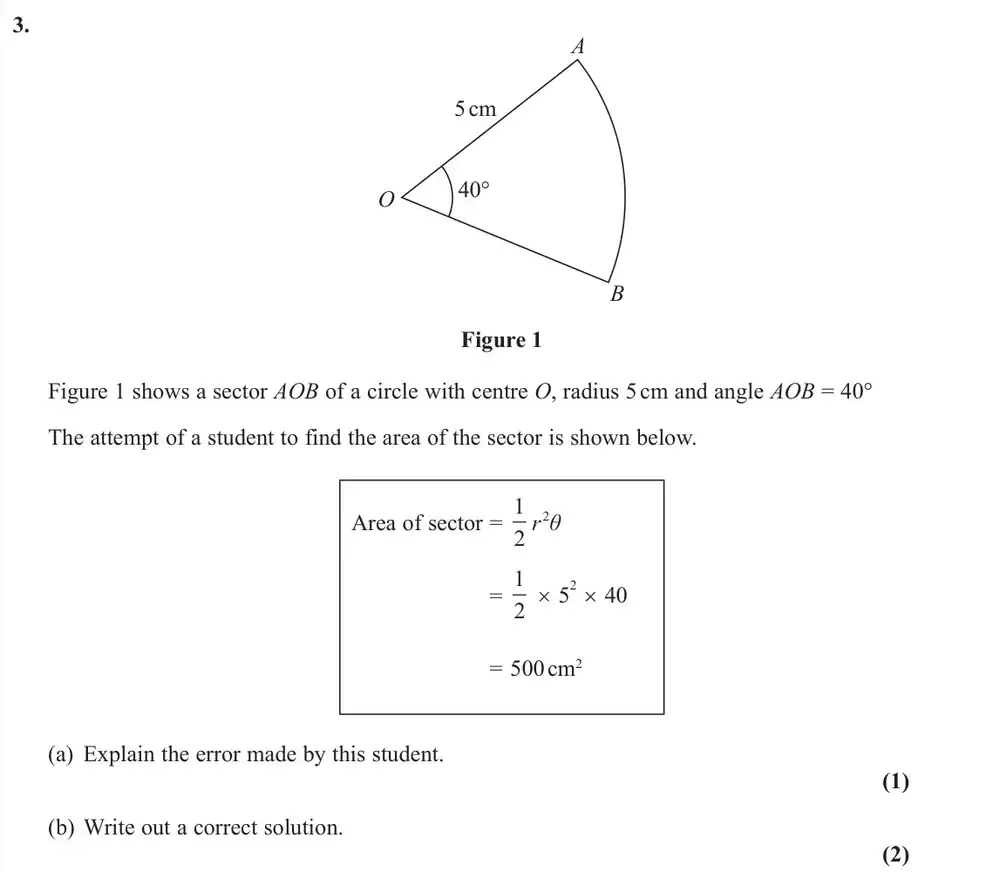 3.
A
5 cm
O
40°
B
Figure 1
Figure 1 shows a sector AOB of a circle with centre O, radius 5 cm and angle AOB = 40°
The attempt of a student to find the area of the sector is shown below.
Area of sector = 1/2 r²θ
= 1/2 × 5² × 40
= 500 cm²
(a) Explain the error made by this student.
(1)
(b) Write out a correct solution.
(2)